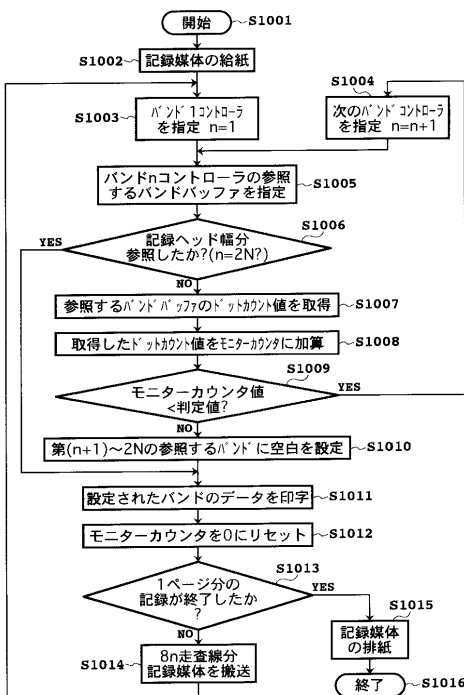 開始
S1001
S1002
記録媒体の給紙
S1003
バンド1コントローラ
を指定 n=1
S1004
次のバンドコントローラ
を指定 n=n+1
バンドnコントローラの参照
するバンドバッファを指定
S1005
S1006
YES
記録ヘッド幅分
参照したか?(n=2N?)
NO
参照するバンドバッファのドットカウント値を取得
S1007
取得したドットカウント値をモニターカウンタに加算
S1008
S1009
モニターカウンタ値
<判定値?
YES
NO
第(n+1)~2Nの参照するバンドに空白を設定
S1010
設定されたバンドのデータを印字
S1011
モニターカウンタを0にリセット
S1012
S1013
1ページ分の
記録が終了したか
?
YES
NO
S1014
8n走査線分
記録媒体を搬送
S1015
記録媒体
の排紙
終了
S1016